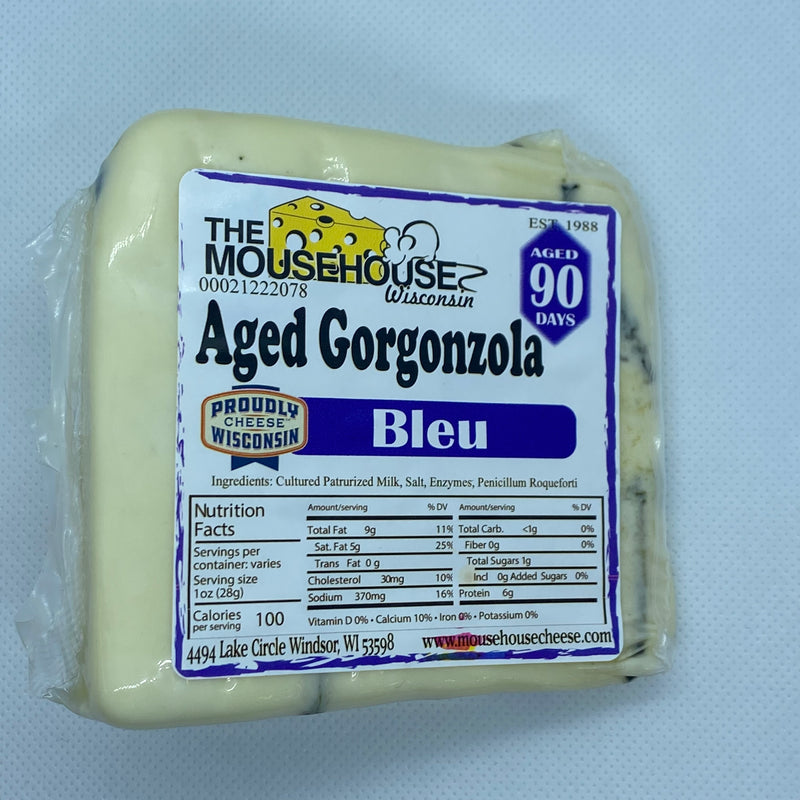 THE
MOUSEHOUSE
Wisconsin
00021222078
EST. 1988
AGED
90
DAYS
Aged Gorgonzola
PROUDLY
CHEESE
WISCONSIN
Bleu
Ingredients: Cultured Patrurized Milk, Salt, Enzymes, Penicillum Roqueforti
Nutrition
Facts
Servings per
container: varies
Serving size
1oz (28g)
Calories
per serving 100
Amount/serving % DV
Total Fat 9g 11%
Sat. Fat 5g 25%
Trans Fat 0 g
Cholesterol 30mg 10%
Sodium 370mg 16%
Amount/serving % DV
Total Carb. <1g 0%
Fiber 0g 0%
Total Sugars 1g
Incl 0g Added Sugars 0%
Protein 6g
Vitamin D 0% • Calcium 10% • Iron 0% • Potassium 0%
4494 Lake Circle Windsor, WI 53598 www.mousehousecheese.com